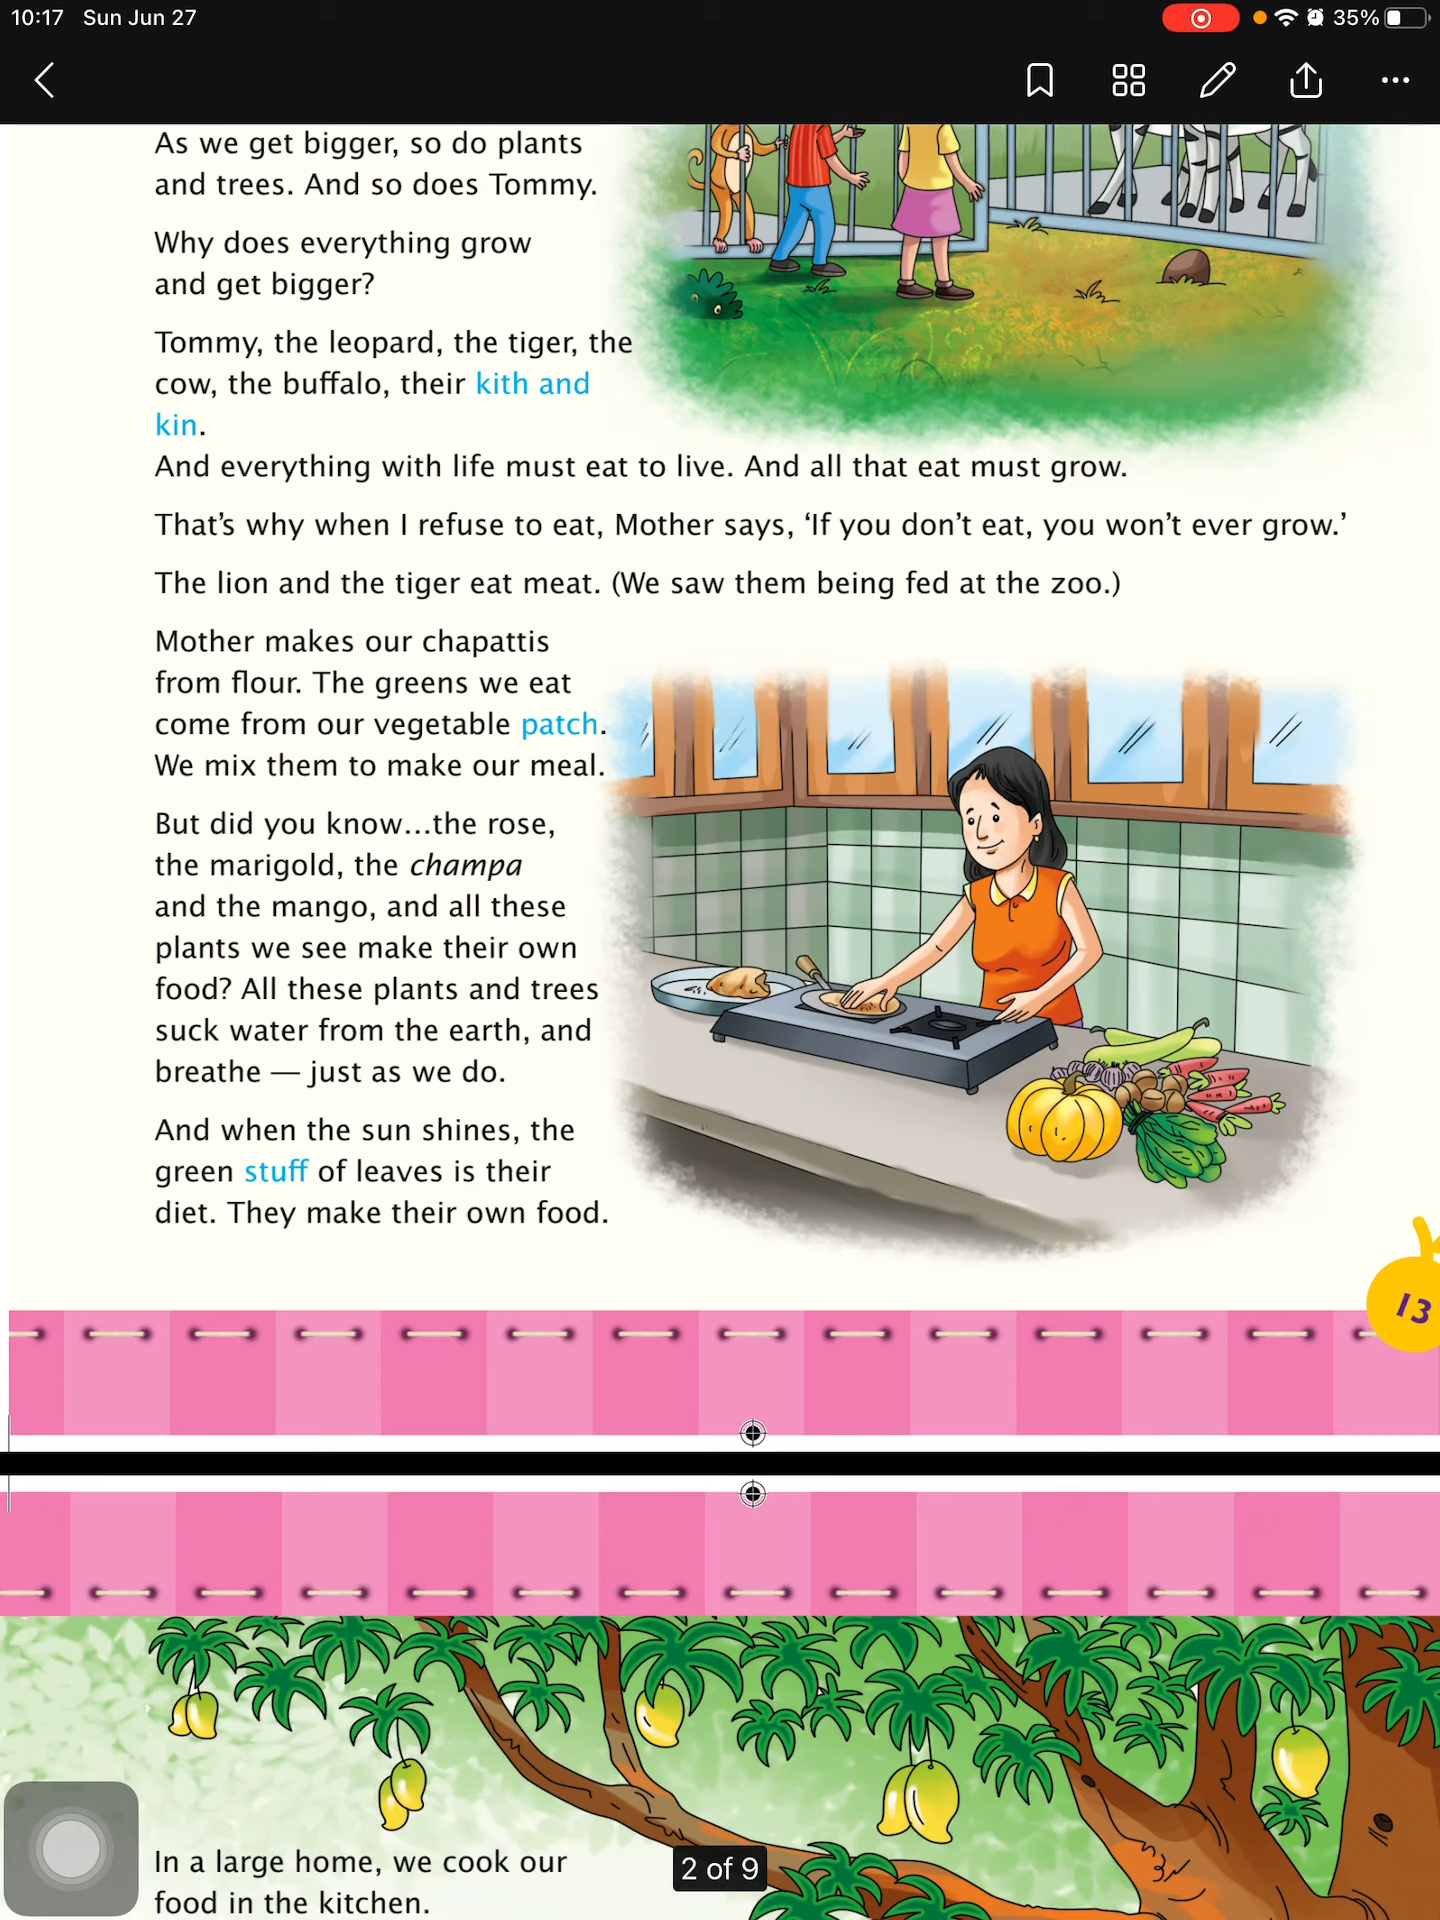 10:17 Sun Jun 27
35%
As we get bigger, so do plants
and trees. And so does Tommy.
Why does everything grow
and get bigger?
Tommy, the leopard, the tiger, the
cow, the buffalo, their kith and
kin.
And everything with life must eat to live. And all that eat must grow.
That’s why when I refuse to eat, Mother says, ‘If you don’t eat, you won’t ever grow.’
The lion and the tiger eat meat. (We saw them being fed at the zoo.)
Mother makes our chapattis
from flour. The greens we eat
come from our vegetable patch.
We mix them to make our meal.
But did you know...the rose,
the marigold, the champa
and the mango, and all these
plants we see make their own
food? All these plants and trees
suck water from the earth, and
breathe — just as we do.
And when the sun shines, the
green stuff of leaves is their
diet. They make their own food.
13
In a large home, we cook our
food in the kitchen.
2 of 9